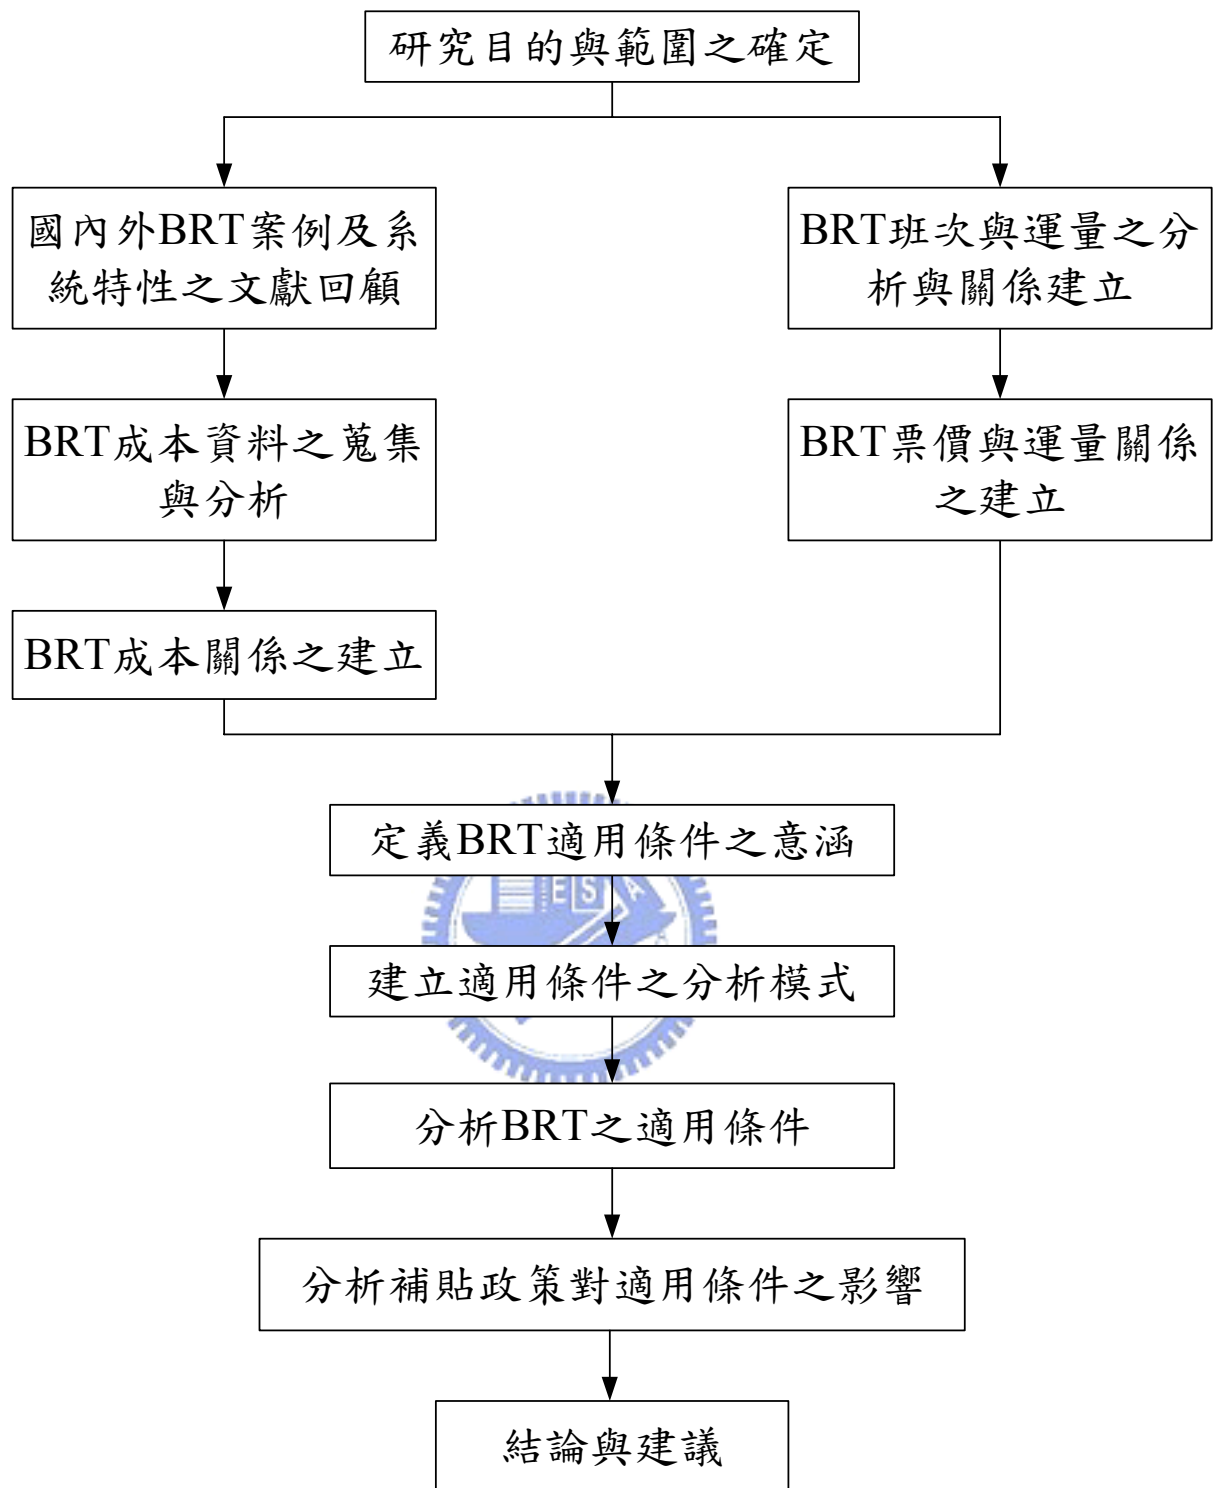 研究目的與範圍之確定
國內外BRT案例及系
統特性之文獻回顧
BRT成本資料之蒐集
與分析
BRT成本關係之建立
BRT班次與運量之分
析與關係建立
BRT票價與運量關係
之建立
定義BRT適用條件之意涵
建立適用條件之分析模式
分析BRT之適用條件
分析補貼政策對適用條件之影響
結論與建議